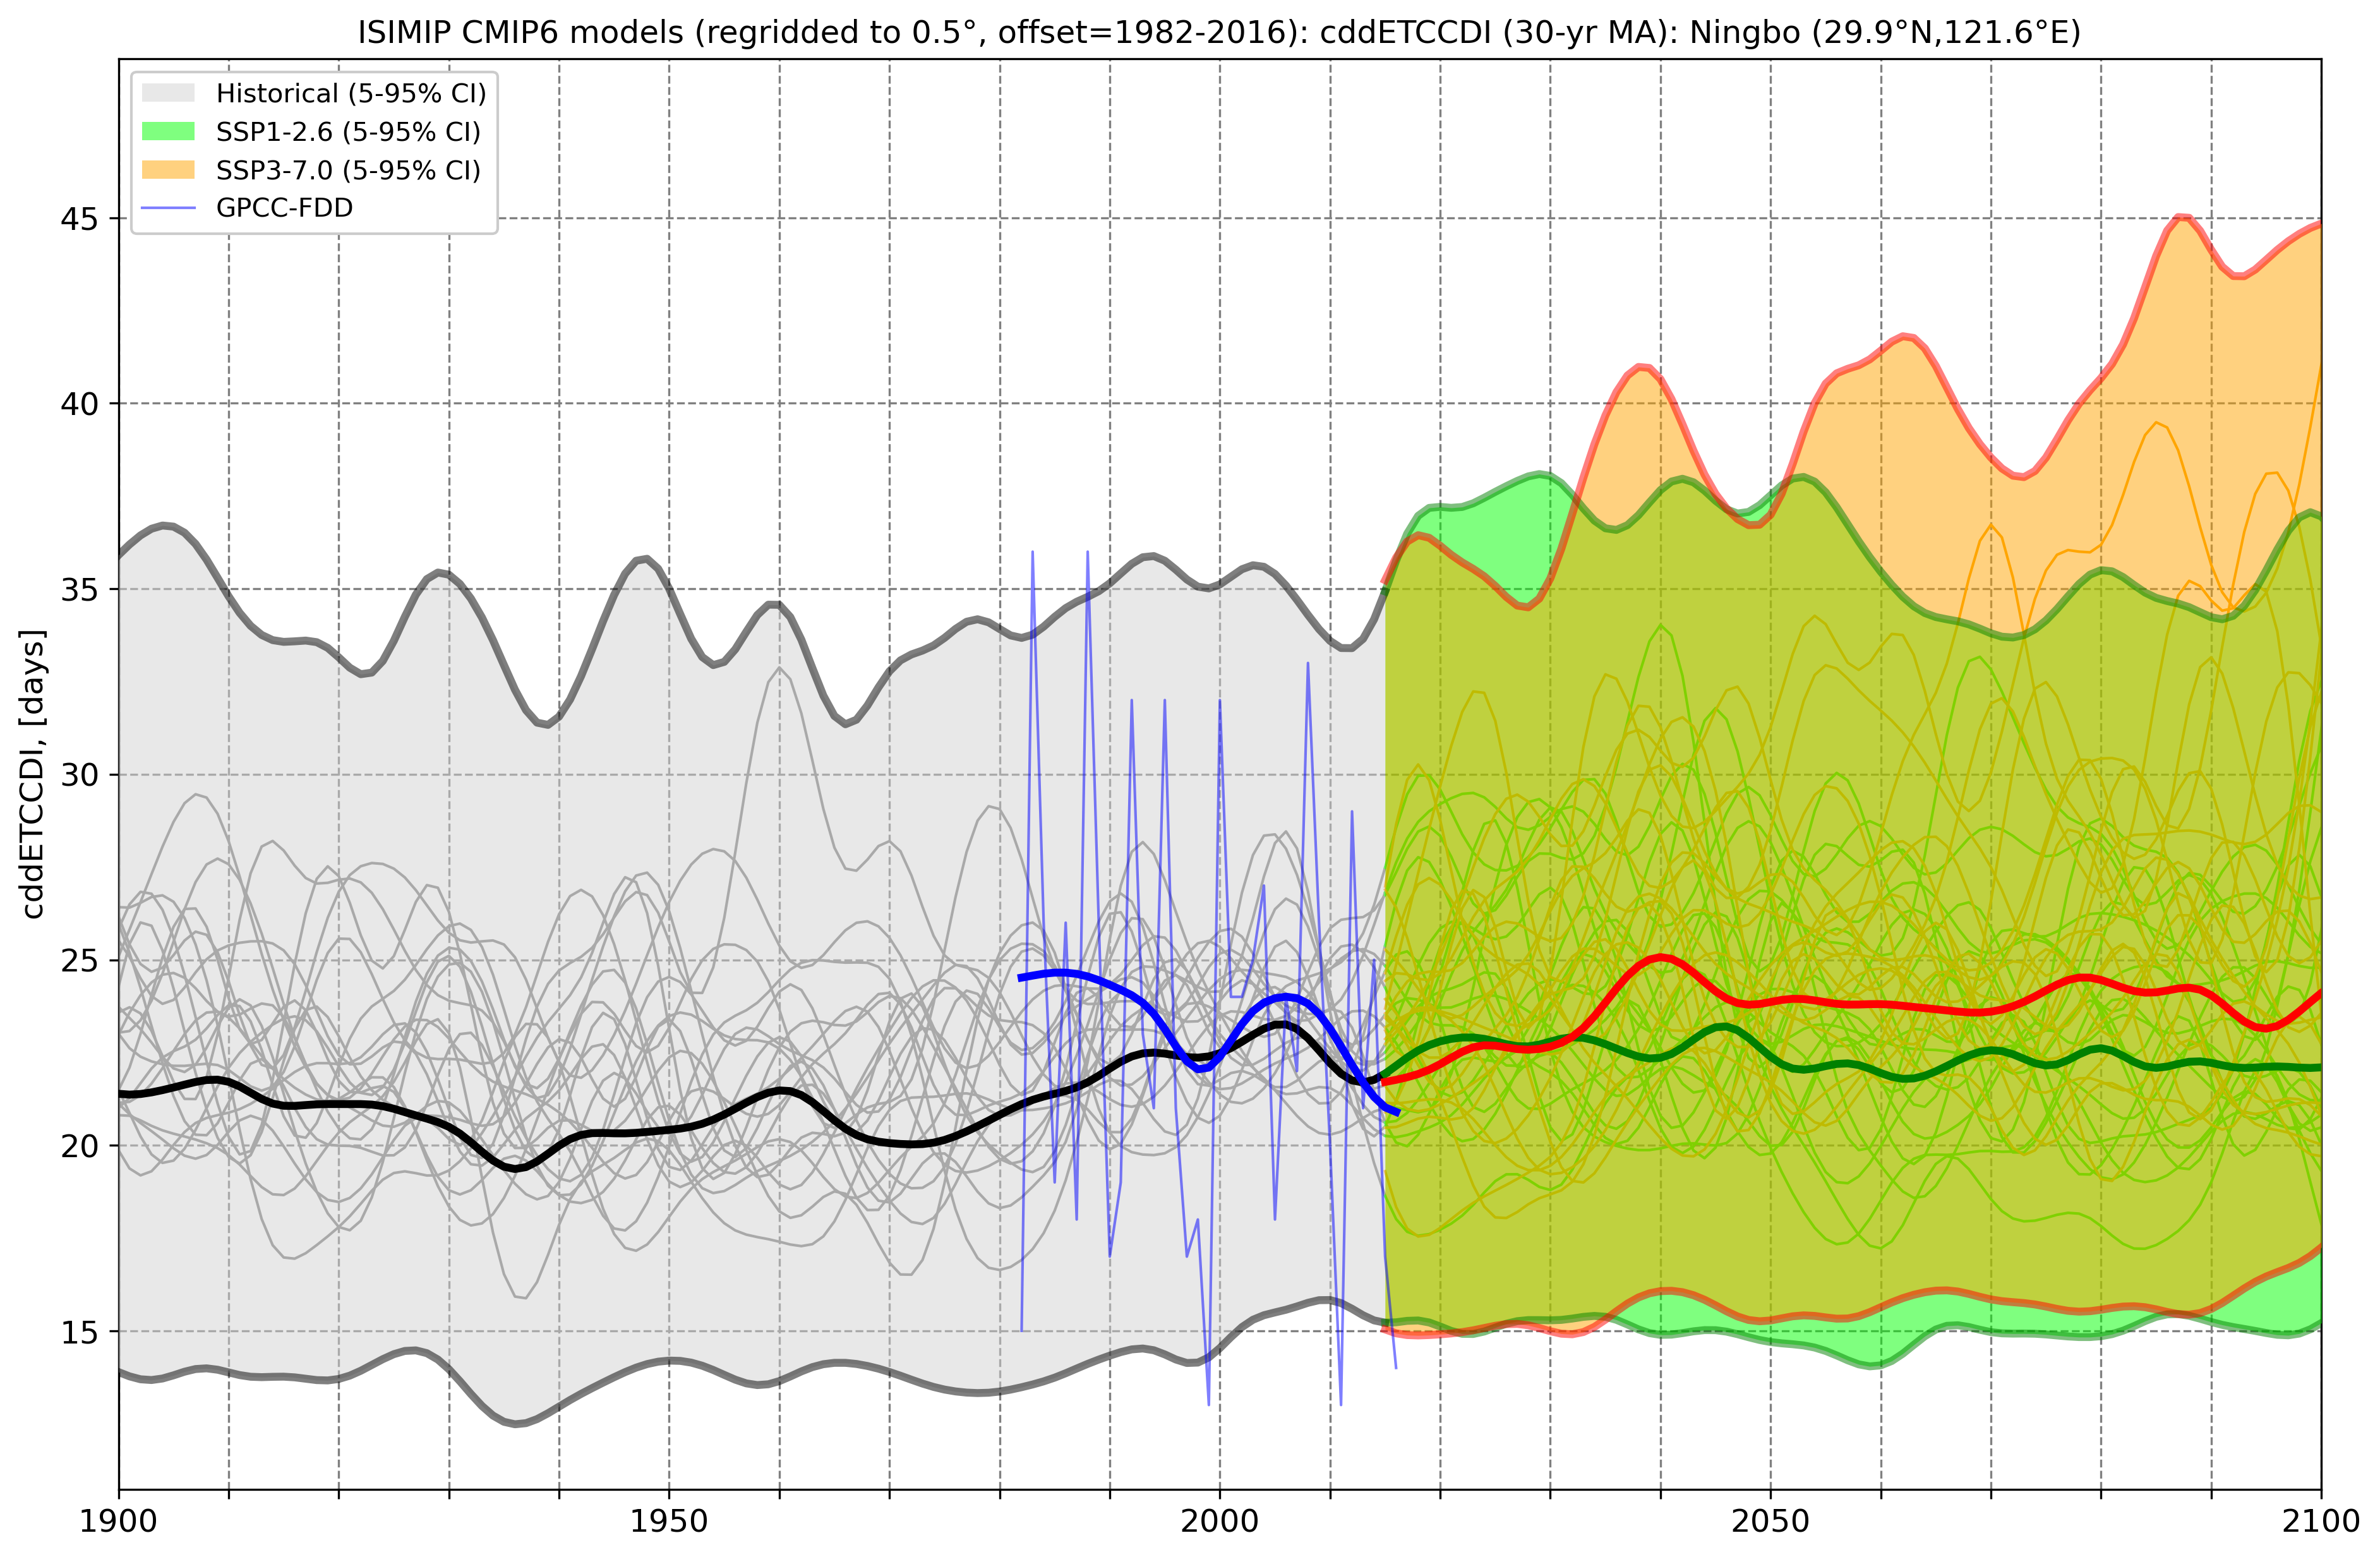 ISIMIP CMIP6 models (regridded to 0.5°, offset=1982-2016): cddETCCDI (30-yr MA): Ningbo (29.9°N,121.6°E)
Historical (5-95% CI)
SSP1-2.6 (5-95% CI)
SSP3-7.0 (5-95% CI)
GPCC-FDD
cddETCCDI, [days]
45
40
35
30
25
20
15
1900 1950 2000 2050 2100